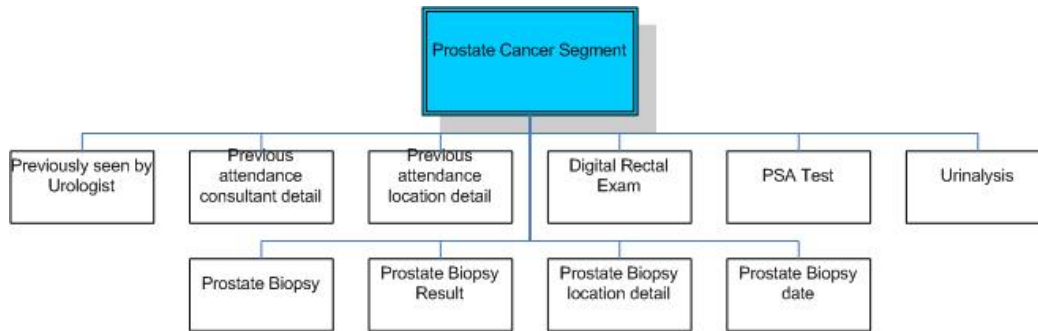 Prostate Cancer Segment
Previously seen by
Urologist
Previous
attendance
consultant detail
Previous
attendance
location detail
Digital Rectal
Exam
PSA Test
Urinalysis
Prostate Biopsy
Prostate Biopsy
Result
Prostate Biopsy
location detail
Prostate Biopsy
date